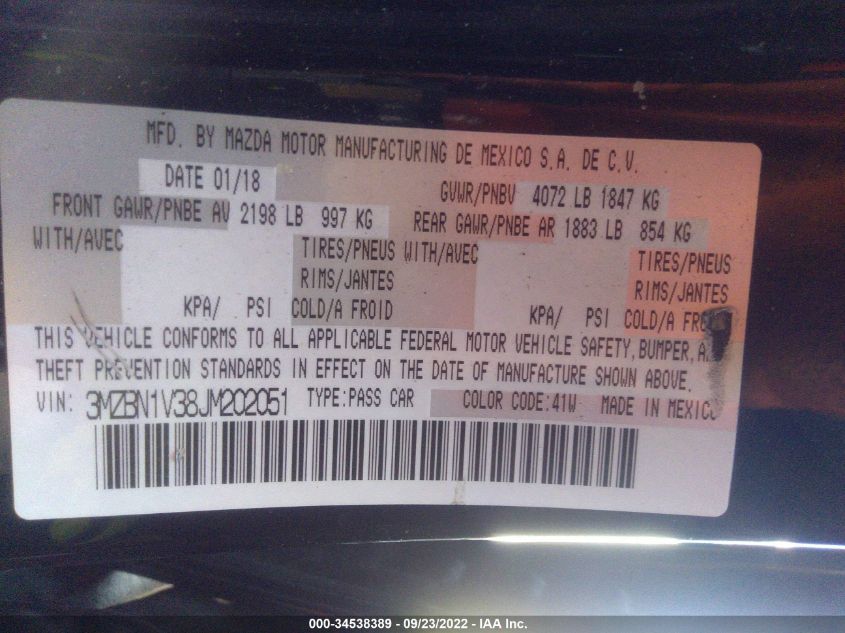 MFD. BY MAZDA MOTOR MANUFACTURING DE MEXICO S.A. DE C.V.
DATE 01/18 GVWR/PNBV 4072 LB 1847 KG
FRONT GAWR/PNBE AV 2198 LB 997 KG REAR GAWR/PNBE AR 1883 LB 854 KG
WITH/AVEC TIRES/PNEUS WITH/AVEC TIRES/PNEUS
RIMS/JANTES RIMS/JANTES
KPA/ PSI COLD/A FROID KPA/ PSI COLD/A
THIS VEHICLE CONFORMS TO ALL APPLICABLE FEDERAL MOTOR VEHICLE SAFETY, BUMPER,
THEFT PREVENTION STANDARDS IN EFFECT ON THE DATE OF MANUFACTURE SHOWN ABOVE.
VIN: 3MZBN1V38JM202051 TYPE:PASS CAR COLOR CODE:41W MADE IN MEXICO
000-34538389 - 09/23/2022 - IAA Inc.